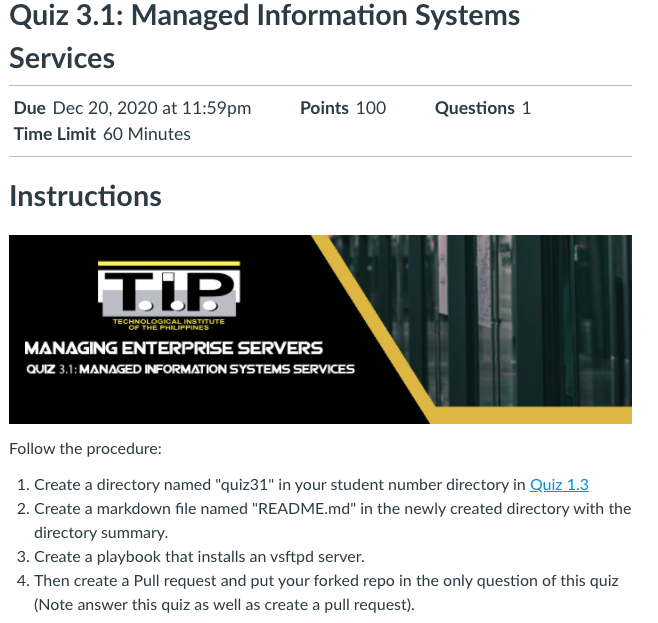 Quiz 3.1: Managed Information Systems
Services
Due Dec 20, 2020 at 11:59pm Points 100 Questions 1
Time Limit 60 Minutes
Instructions
T.I.P.
TECHNOLOGICAL INSTITUTE
OF THE PHILIPPINES
MANAGING ENTERPRISE SERVERS
QUIZ 3.1: MANAGED INFORMATION SYSTEMS SERVICES
Follow the procedure:
1. Create a directory named "quiz31" in your student number directory in Quiz 1.3
2. Create a markdown file named "README.md" in the newly created directory with the
directory summary.
3. Create a playbook that installs an vsftpd server.
4. Then create a Pull request and put your forked repo in the only question of this quiz
(Note answer this quiz as well as create a pull request).